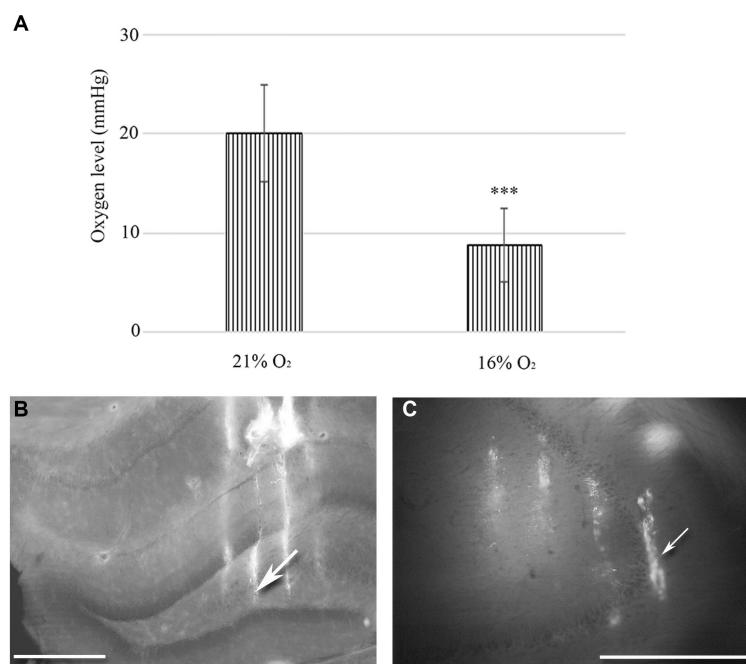 A
30
20
10
0
Oxygen level (mmHg)
***
21% O₂
16% O₂
B
C